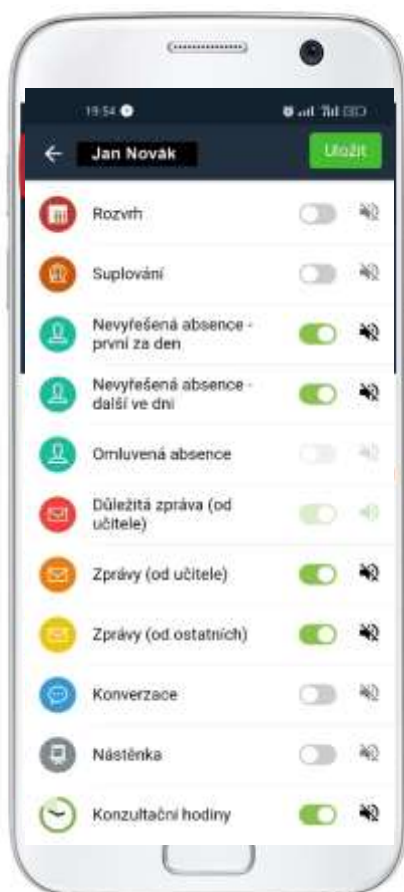 19:54
Jan Novák
Uložit
Rozvrh
Suplování
Nevyřešená absence -
první za den
Nevyřešená absence -
další ve dni
Omluvená absence
Důležitá zpráva (od
učitele)
Zprávy (od učitele)
Zprávy (od ostatních)
Konverzace
Nástěnka
Konzultační hodiny